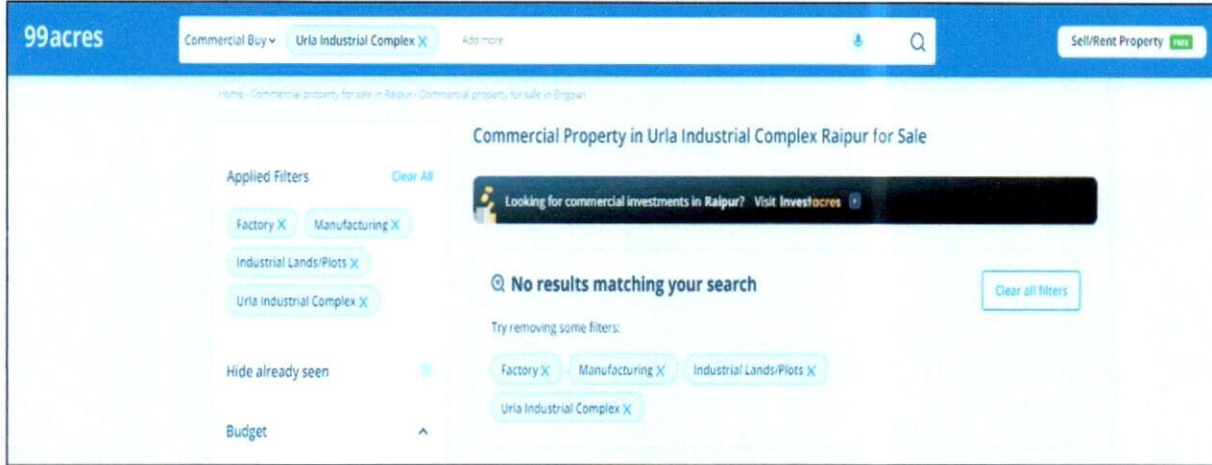 99acres
Commercial Buy Urla Industrial Complex X Add more
Sell/Rent Property FREE
Home > Commercial property for sale in Raipur > Commercial property for sale in Birgoan
Commercial Property in Urla Industrial Complex Raipur for Sale
Applied Filters Clear All
Looking for commercial investments in Raipur? Visit Investacres
Factory X Manufacturing X
Industrial Lands/Plots X
Urla Industrial Complex X
No results matching your search
Clear all filters
Try removing some filters:
Factory X Manufacturing X Industrial Lands/Plots X
Urla Industrial Complex X
Hide already seen
Budget